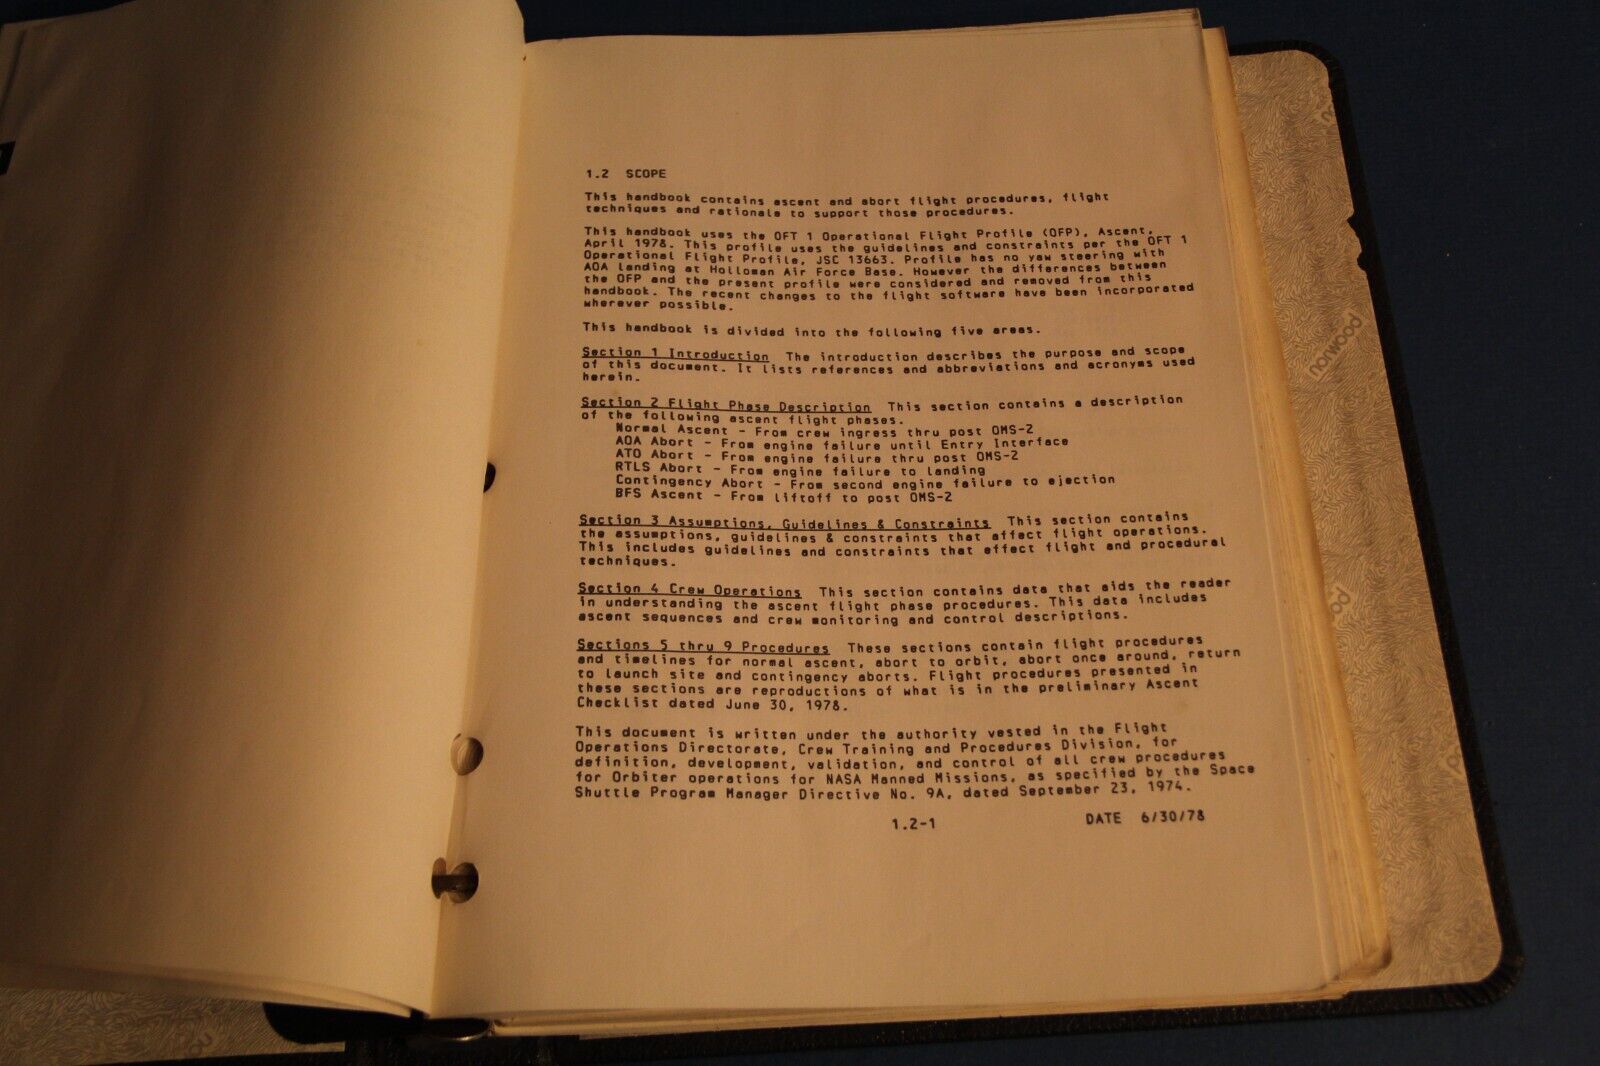 1.2 SCOPE
This handbook contains ascent and abort flight procedures, flight
techniques and rationale to support those procedures.
This handbook uses the OFT 1 Operational Flight Profile (OFP), Ascent,
April 1978. This profile uses the guidelines and constraints per the OFT 1
Operational Flight Profile, JSC 13663. Profile has no yaw steering with
AOA landing at Holloman Air Force Base. However the differences between
the OFP and the present profile were considered and removed from this
handbook. The recent changes to the flight software have been incorporated
wherever possible.
This handbook is divided into the following five areas.
Section 1 Introduction The introduction describes the purpose and scope
of this document. It lists references and abbreviations and acronyms used
herein.
Section 2 Flight Phase Description This section contains a description
of the following ascent flight phases.
Normal Ascent - From crew ingress thru post OMS-2
AOA Abort - From engine failure until Entry Interface
ATO Abort - From engine failure thru post OMS-2
RTLS Abort - From engine failure to landing
Contingency Abort - From second engine failure to ejection
BFS Ascent - From liftoff to post OMS-2
Section 3 Assumptions, Guidelines & Constraints This section contains
the assumptions, guidelines & constraints that affect flight operations.
This includes guidelines and constraints that effect flight and procedural
techniques.
Section 4 Crew Operations This section contains data that aids the reader
in understanding the ascent flight phase procedures. This data includes
ascent sequences and crew monitoring and control descriptions.
Sections 5 thru 9 Procedures These sections contain flight procedures
and timelines for normal ascent, abort to orbit, abort once around, return
to launch site and contingency aborts. Flight procedures presented in
these sections are reproductions of what is in the preliminary Ascent
Checklist dated June 30, 1978.
This document is written under the authority vested in the Flight
Operations Directorate, Crew Training and Procedures Division, for
definition, development, validation, and control of all crew procedures
for Orbiter operations for NASA Manned Missions, as specified by the Space
Shuttle Program Manager Directive No. 9A, dated September 23, 1974.
1.2-1 DATE 6/30/78
norwood